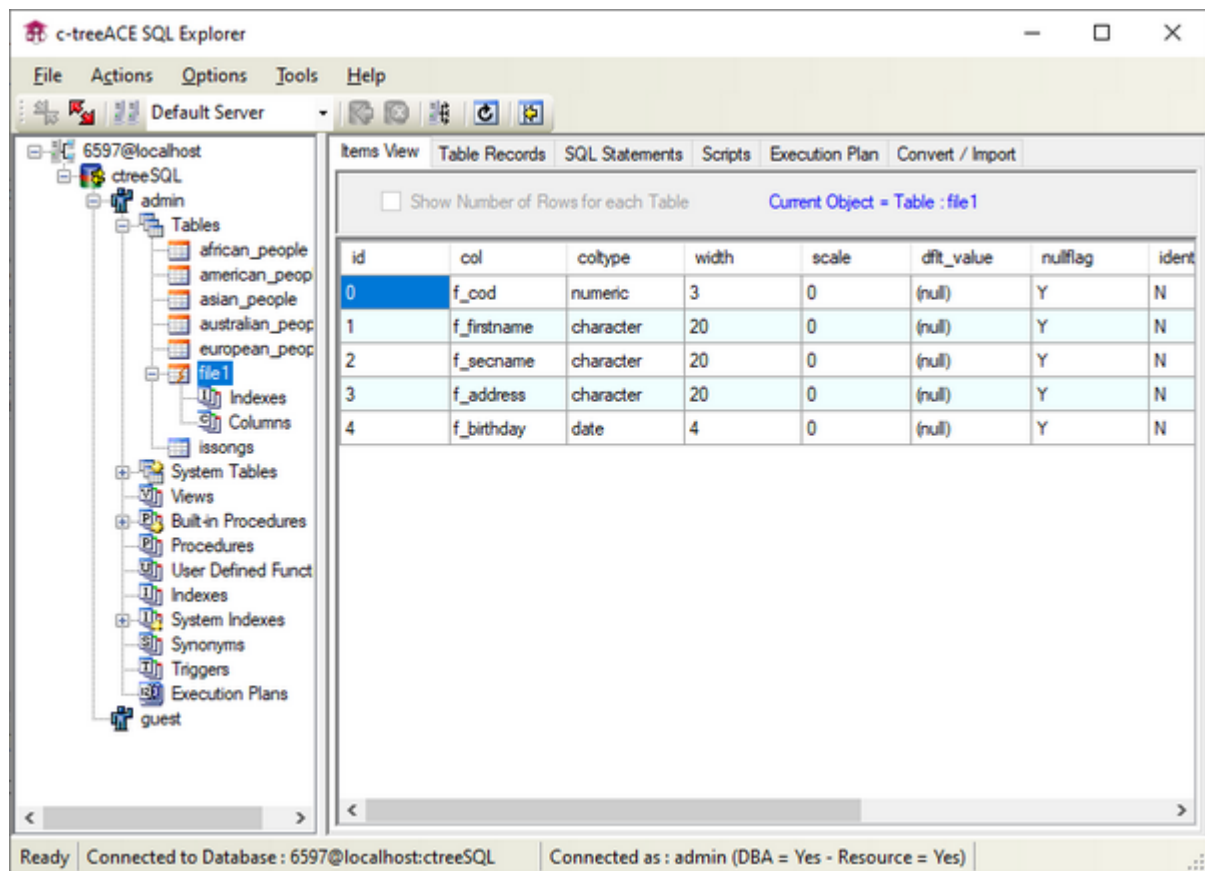 c-treeACE SQL Explorer
File Actions Options Tools Help
Default Server
6597@localhost
ctreeSQL
admin
Tables
african_people
american_peop
asian_people
australian_peop
european_peop
file1
Indexes
Columns
issongs
System Tables
Views
Built-in Procedures
Procedures
User Defined Funct
Indexes
System Indexes
Synonyms
Triggers
Execution Plans
guest
Items View Table Records SQL Statements Scripts Execution Plan Convert / Import
Show Number of Rows for each Table Current Object = Table : file1
id col coltype width scale dflt_value nullflag ident
0 f_cod numeric 3 0 (null) Y N
1 f_firstname character 20 0 (null) Y N
2 f_secname character 20 0 (null) Y N
3 f_address character 20 0 (null) Y N
4 f_birthday date 4 0 (null) Y N
Ready Connected to Database : 6597@localhost:ctreeSQL Connected as : admin (DBA = Yes - Resource = Yes)